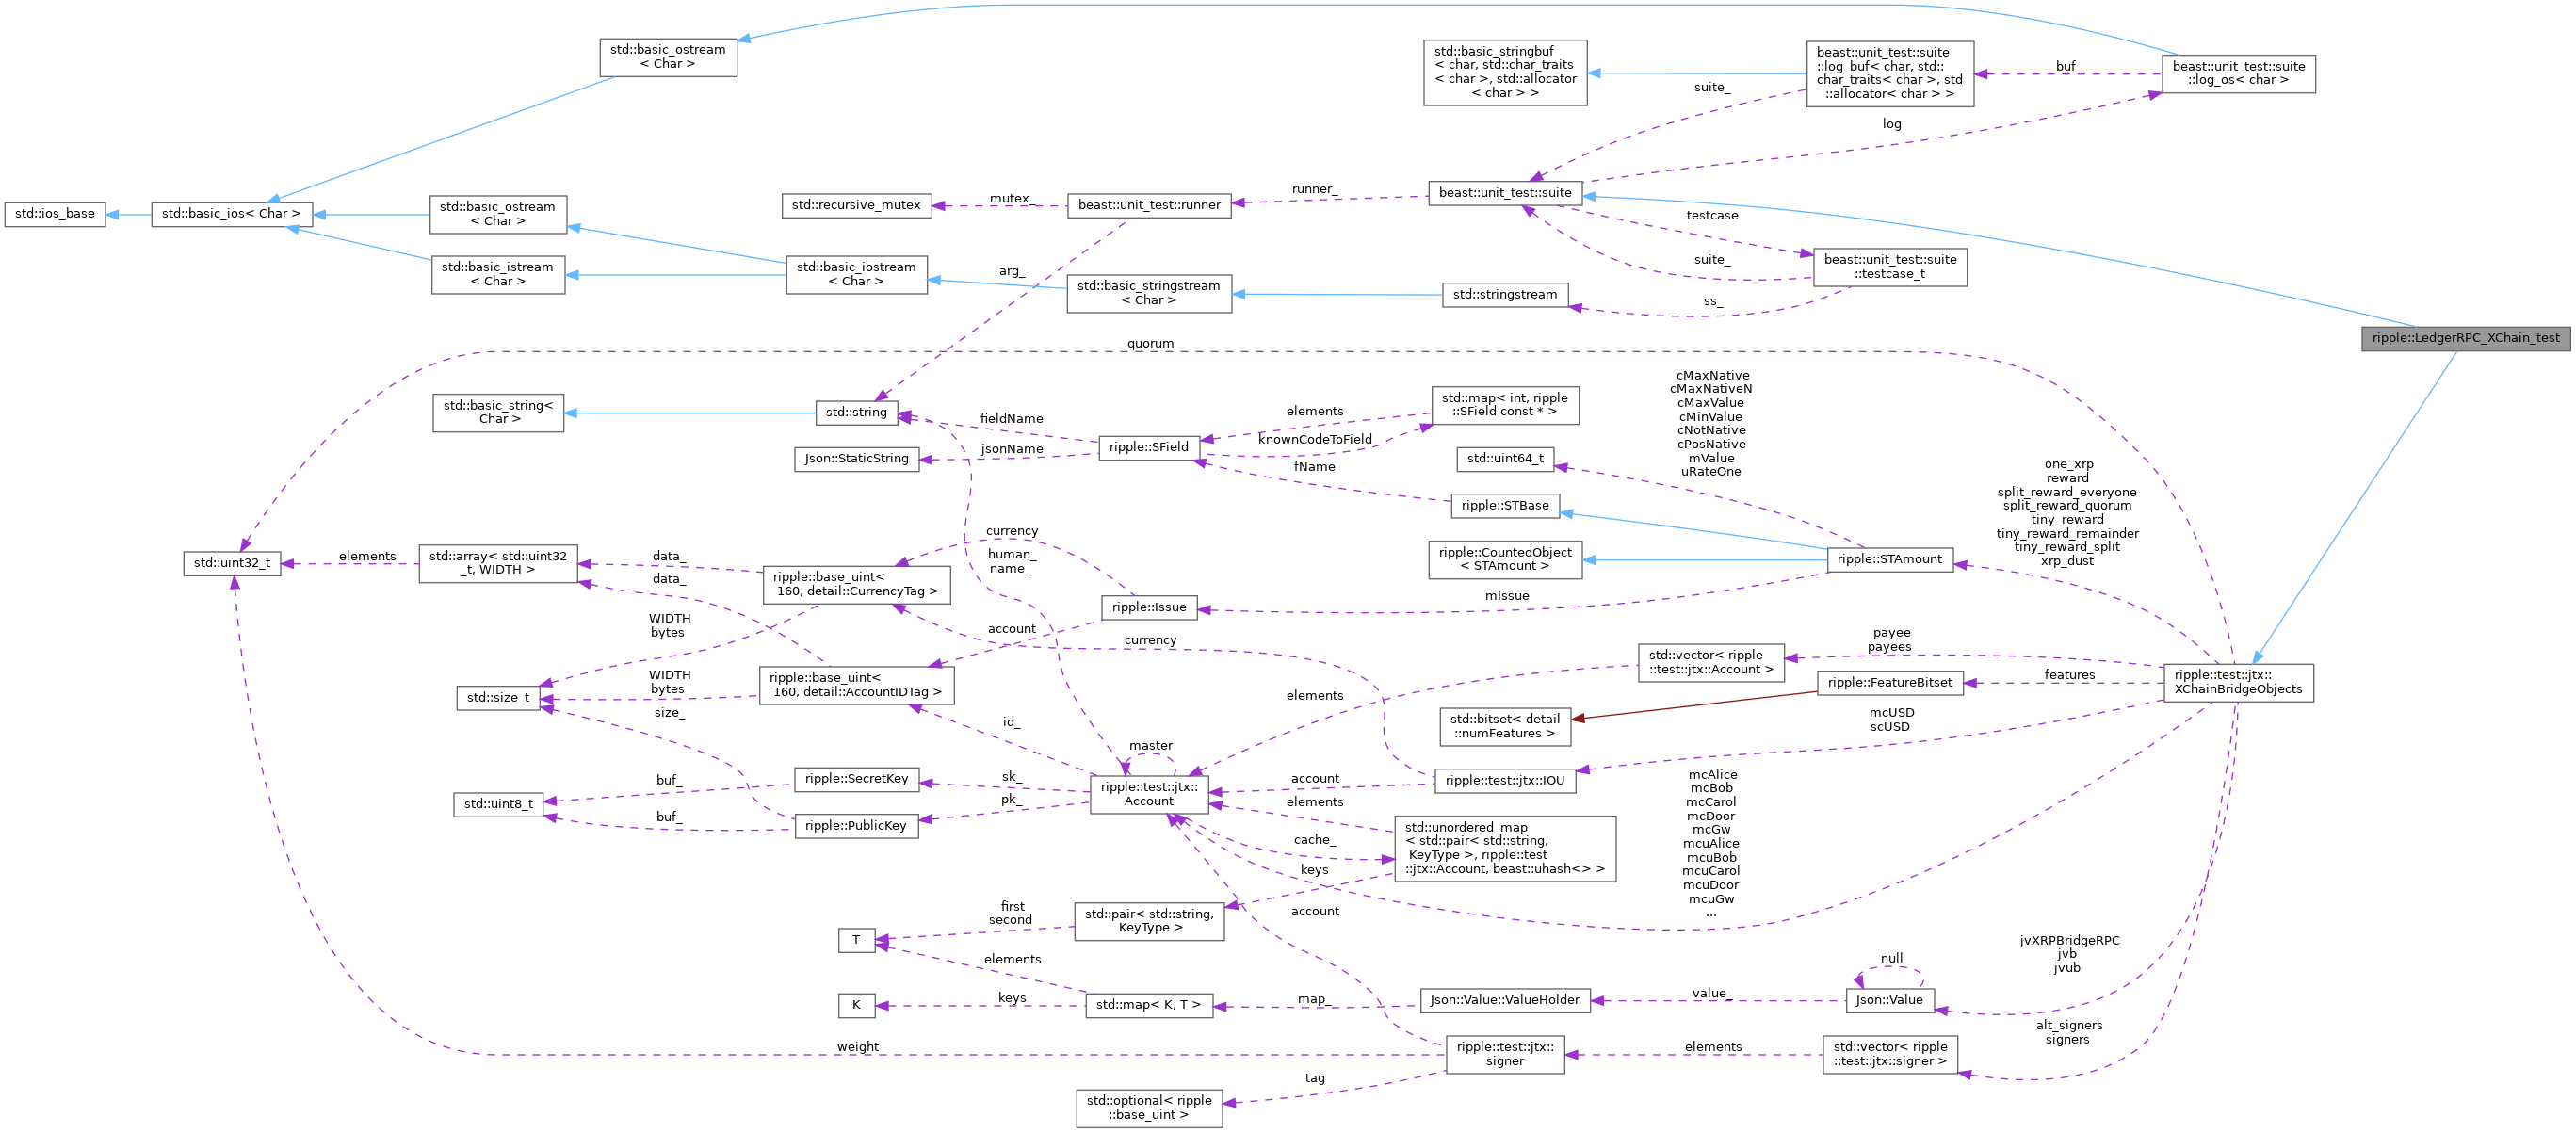 std::basic_ostream
< Char >
std::basic_stringbuf
< char, std::char_traits
< char >, std::allocator
< char > >
beast::unit_test::suite
::log_buf< char, std::
char_traits< char >, std
::allocator< char > >
buf_
beast::unit_test::suite
::log_os< char >
suite_
log
std::ios_base
std::basic_ios< Char >
std::basic_ostream
< Char >
std::recursive_mutex
mutex_
beast::unit_test::runner
runner_
beast::unit_test::suite
testcase
suite_
beast::unit_test::suite
::testcase_t
std::basic_istream
< Char >
std::basic_iostream
< Char >
arg_
std::basic_stringstream
< Char >
std::stringstream
ss_
ripple::LedgerRPC_XChain_test
quorum
std::basic_string<
Char >
std::string
fieldName
jsonName
Json::StaticString
ripple::SField
elements
knownCodeToField
fName
std::map< int, ripple
::SField const * >
std::uint64_t
ripple::STBase
cMaxNative
cMaxNativeN
cMaxValue
cMinValue
cNotNative
cPosNative
mValue
uRateOne
one_xrp
reward
split_reward_everyone
split_reward_quorum
tiny_reward
tiny_reward_remainder
tiny_reward_split
xrp_dust
std::uint32_t
elements
std::array< std::uint32
_t, WIDTH >
data_
data_
ripple::base_uint<
160, detail::CurrencyTag >
currency
human_
name_
ripple::Issue
ripple::CountedObject
< STAmount >
ripple::STAmount
mIssue
WIDTH
bytes
account
currency
std::size_t
WIDTH
bytes
size_
ripple::base_uint<
160, detail::AccountIDTag >
id_
elements
std::vector< ripple
::test::jtx::Account >
payee
payees
ripple::FeatureBitset
features
ripple::test::jtx::
XChainBridgeObjects
std::bitset< detail
::numFeatures >
mcUSD
scUSD
master
std::uint8_t
buf_
buf_
ripple::SecretKey
ripple::PublicKey
sk_
pk_
ripple::test::jtx::
Account
account
ripple::test::jtx::IOU
elements
cache_
keys
std::unordered_map
< std::pair< std::string,
KeyType >, ripple::test
::jtx::Account, beast::uhash<> >
mcAlice
mcBob
mcCarol
mcDoor
mcGw
mcuAlice
mcuBob
mcuCarol
mcuDoor
mcuGw
...
T
first
second
std::pair< std::string,
KeyType >
account
elements
K
keys
std::map< K, T >
map_
Json::Value::ValueHolder
value_
null
Json::Value
jvXRPBridgeRPC
jvb
jvub
weight
ripple::test::jtx::
signer
elements
std::vector< ripple
::test::jtx::signer >
alt_signers
signers
tag
std::optional< ripple
::base_uint >